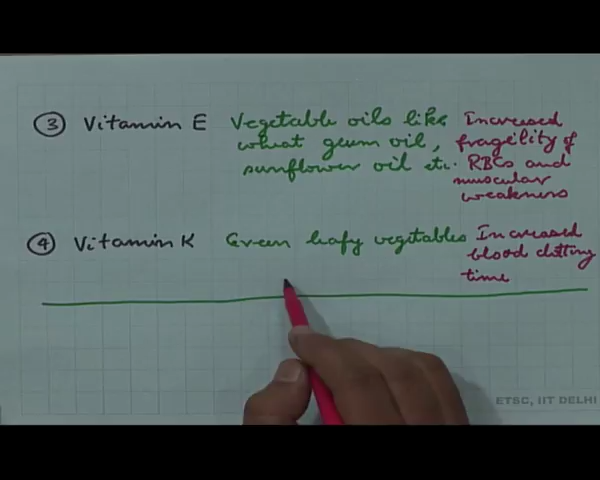 ③ Vitamin E Vegetable oils like Increased
wheat germ oil, fragility of
sunflower oil etc. RBCs and
muscular
weakness
④ Vitamin K Green leafy vegetables Increased
blood clotting
time
ETSC, IIT DELHI